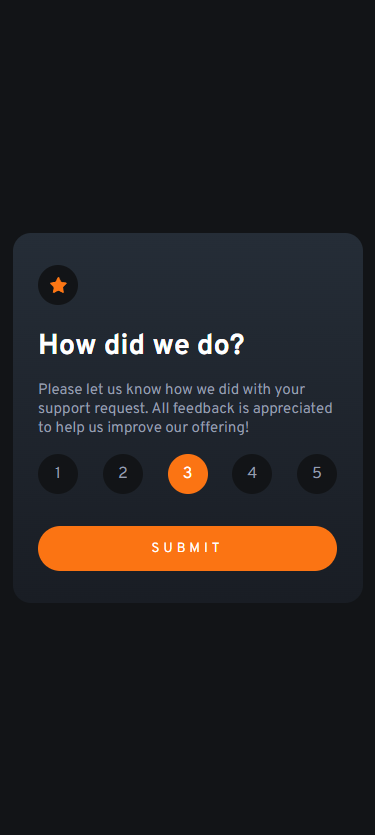 How did we do?
Please let us know how we did with your
support request. All feedback is appreciated
to help us improve our offering!
1 2 3 4 5
SUBMIT